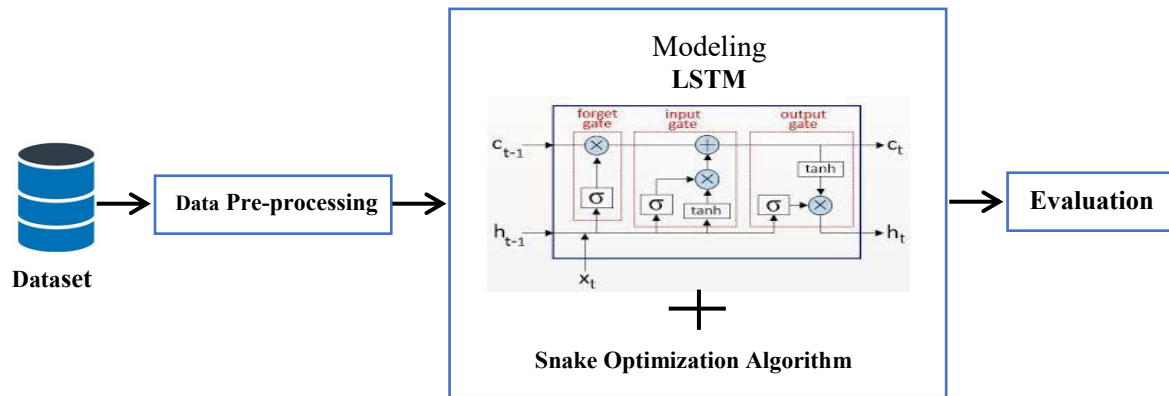 Modeling
LSTM
forget
gate
input
gate
output
gate
c t-1
× + c t
tanh
×
σ σ tanh σ ×
h t-1
h t
x t
Dataset
Data Pre-processing
Evaluation
+
Snake Optimization Algorithm